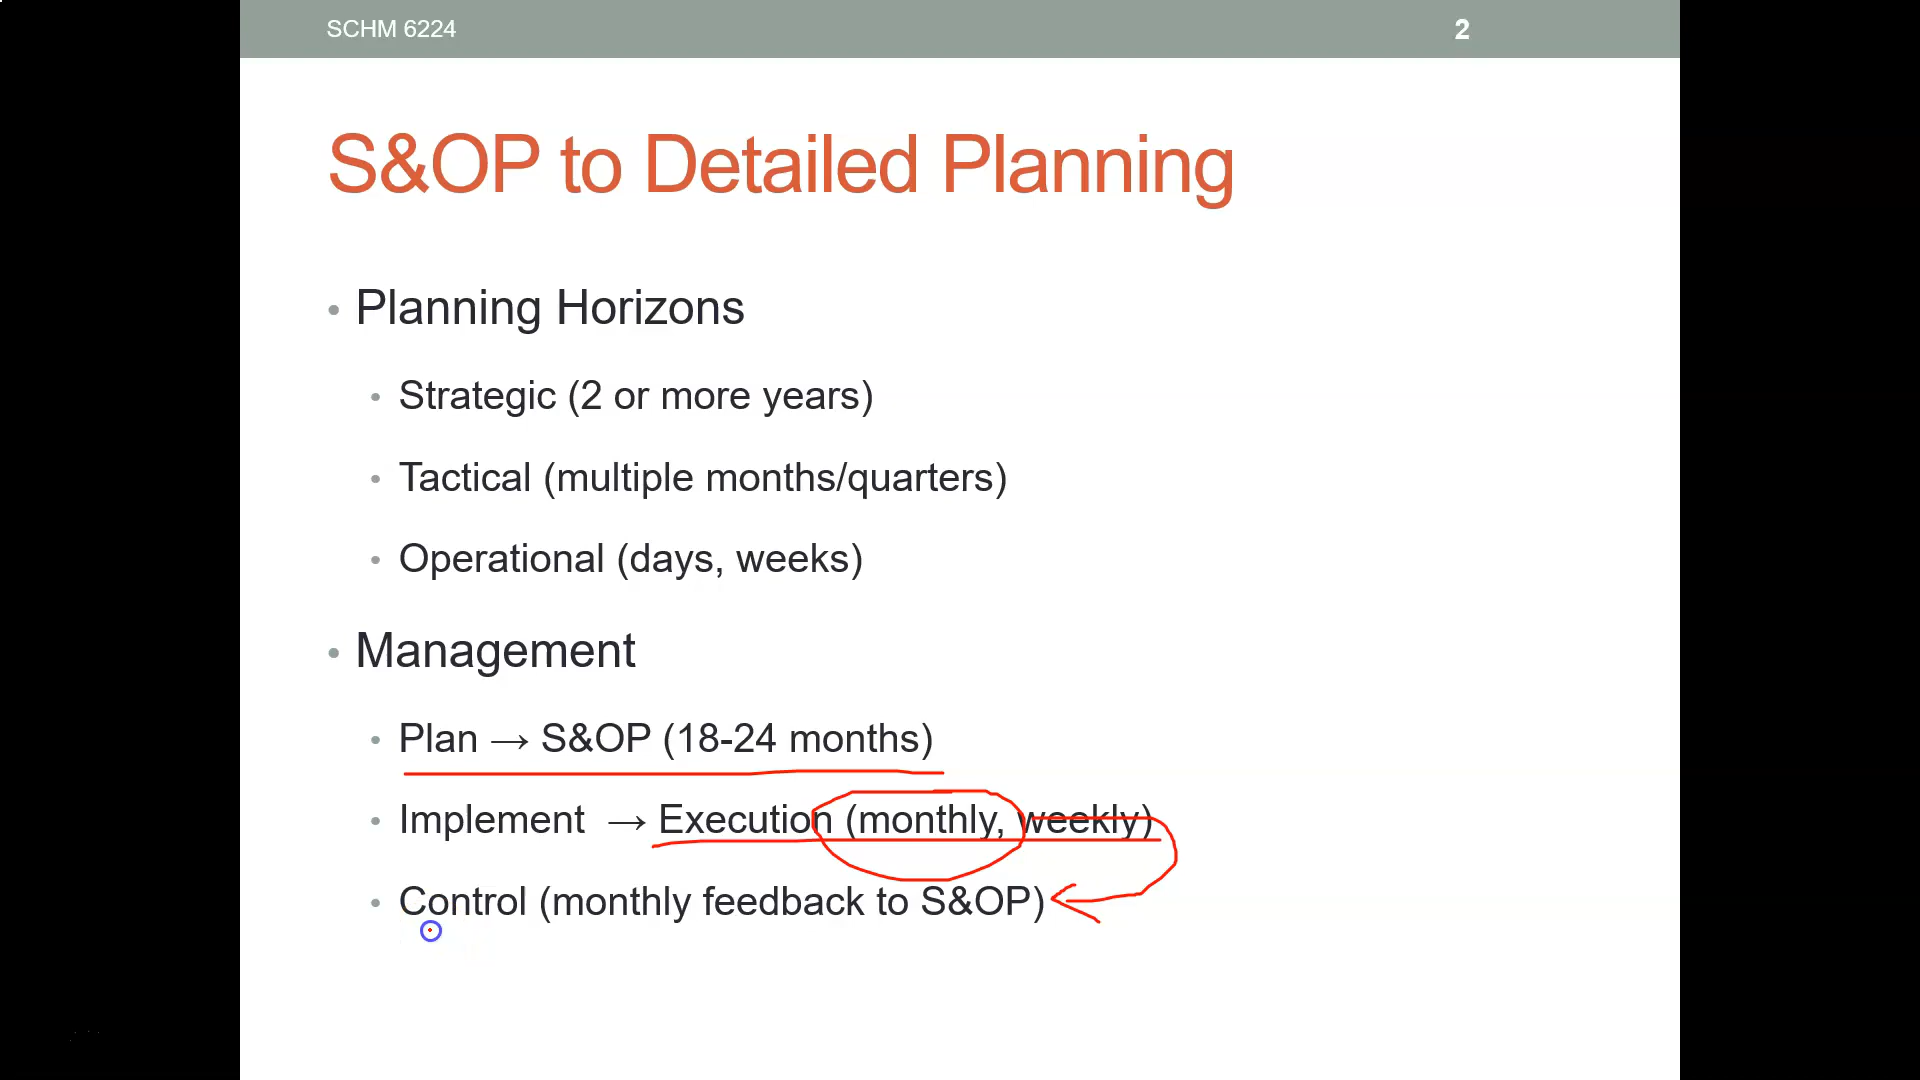 SCHM 6224
2
S&OP to Detailed Planning
• Planning Horizons
• Strategic (2 or more years)
• Tactical (multiple months/quarters)
• Operational (days, weeks)
• Management
• Plan → S&OP (18-24 months)
• Implement → Execution (monthly, weekly)
• Control (monthly feedback to S&OP)